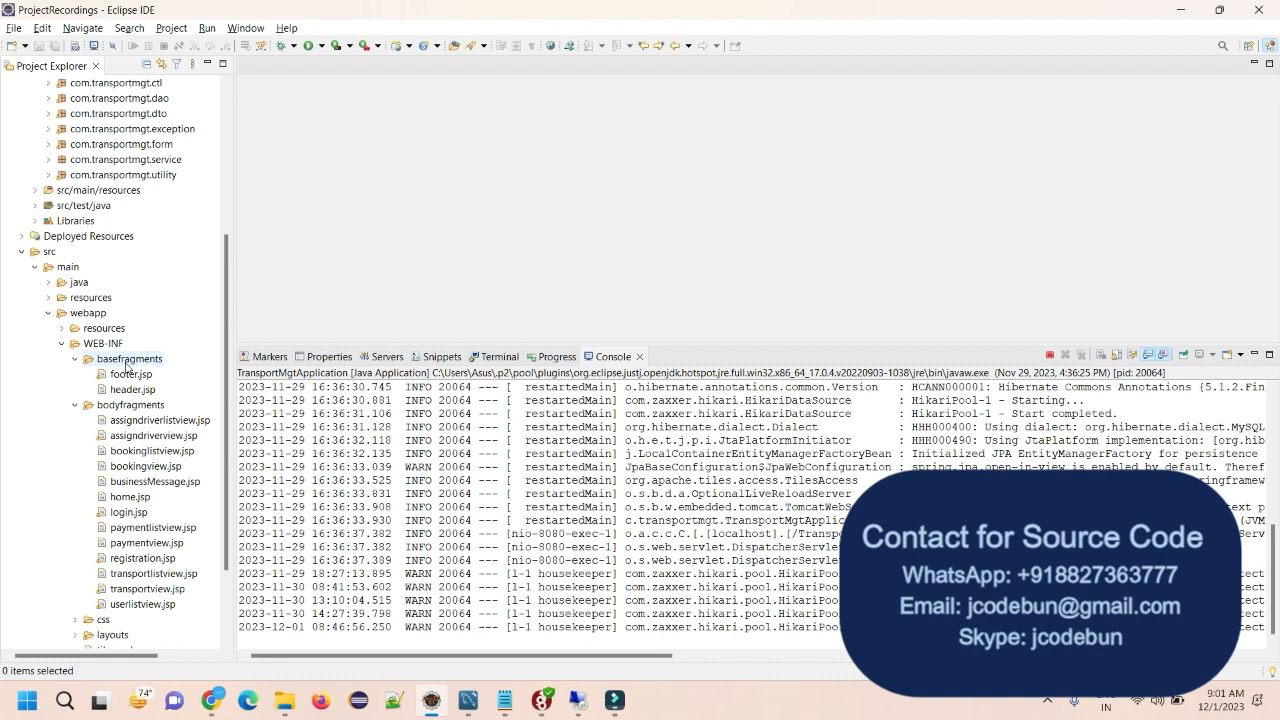 ProjectRecordings - Eclipse IDE
File Edit Navigate Search Project Run Window Help
Project Explorer
com.transportmgt.ctl
com.transportmgt.dao
com.transportmgt.dto
com.transportmgt.exception
com.transportmgt.form
com.transportmgt.service
com.transportmgt.utility
src/main/resources
src/test/java
Libraries
Deployed Resources
src
main
java
resources
webapp
resources
WEB-INF
basefragments
footer.jsp
header.jsp
bodyfragments
assigndriverlistview.jsp
assigndriverview.jsp
bookinglistview.jsp
bookingview.jsp
businessMessage.jsp
home.jsp
login.jsp
paymentlistview.jsp
paymentview.jsp
registration.jsp
transportlistview.jsp
transportview.jsp
userlistview.jsp
css
layouts
0 items selected
Markers Properties Servers Snippets Terminal Progress Console
TransportMgtApplication [Java Application] C:\Users\Asus\.p2\pool\plugins\org.eclipse.justj.openjdk.hotspot.jre.full.win32.x86_64_17.0.4.v20220903-1038\jre\bin\javaw.exe (Nov 29, 2023, 4:36:25 PM) [pid: 20064]
2023-11-29 16:36:30.745 INFO 20064 --- [ restartedMain] o.hibernate.annotations.common.Version : HCANN000001: Hibernate Commons Annotations {5.1.2.Fin
2023-11-29 16:36:30.881 INFO 20064 --- [ restartedMain] com.zaxxer.hikari.HikariDataSource : HikariPool-1 - Starting...
2023-11-29 16:36:31.106 INFO 20064 --- [ restartedMain] com.zaxxer.hikari.HikariDataSource : HikariPool-1 - Start completed.
2023-11-29 16:36:31.128 INFO 20064 --- [ restartedMain] org.hibernate.dialect.Dialect : HHH000400: Using dialect: org.hibernate.dialect.MySQL
2023-11-29 16:36:32.118 INFO 20064 --- [ restartedMain] o.h.e.t.j.p.i.JtaPlatformInitiator : HHH000490: Using JtaPlatform implementation: [org.hib
2023-11-29 16:36:32.135 INFO 20064 --- [ restartedMain] j.LocalContainerEntityManagerFactoryBean : Initialized JPA EntityManagerFactory for persistence
2023-11-29 16:36:33.039 WARN 20064 --- [ restartedMain] JpaBaseConfiguration$JpaWebConfiguration : spring.jpa.open-in-view is enabled by default. Theref
2023-11-29 16:36:33.525 INFO 20064 --- [ restartedMain] org.apache.tiles.access.TilesAccess ringframew
2023-11-29 16:36:33.831 INFO 20064 --- [ restartedMain] o.s.b.d.a.OptionalLiveReloadServer
2023-11-29 16:36:33.908 INFO 20064 --- [ restartedMain] o.s.b.w.embedded.tomcat.TomcatWebS text p
2023-11-29 16:36:33.930 INFO 20064 --- [ restartedMain] c.transportmgt.TransportMgtApplic (JVM
2023-11-29 16:36:37.382 INFO 20064 --- [nio-8080-exec-1] o.a.c.c.C.[.[localhost].[/Transpo r
2023-11-29 16:36:37.382 INFO 20064 --- [nio-8080-exec-1] o.s.web.servlet.DispatcherServle
2023-11-29 16:36:37.389 INFO 20064 --- [nio-8080-exec-1] o.s.web.servlet.DispatcherServle
2023-11-29 18:27:13.895 WARN 20064 --- [l-1 housekeeper] com.zaxxer.hikari.pool.HikariPoo tect
2023-11-30 08:41:53.602 WARN 20064 --- [l-1 housekeeper] com.zaxxer.hikari.pool.HikariPo ect
2023-11-30 13:10:04.515 WARN 20064 --- [l-1 housekeeper] com.zaxxer.hikari.pool.HikariPo ect
2023-11-30 14:27:39.798 WARN 20064 --- [l-1 housekeeper] com.zaxxer.hikari.pool.HikariPo ect
2023-12-01 08:46:56.250 WARN 20064 --- [l-1 housekeeper] com.zaxxer.hikari.pool.HikariPo tect
Contact for Source Code
WhatsApp: +918827363777
Email: jcodebun@gmail.com
Skype: jcodebun
74°
IN
9:01 AM
12/1/2023